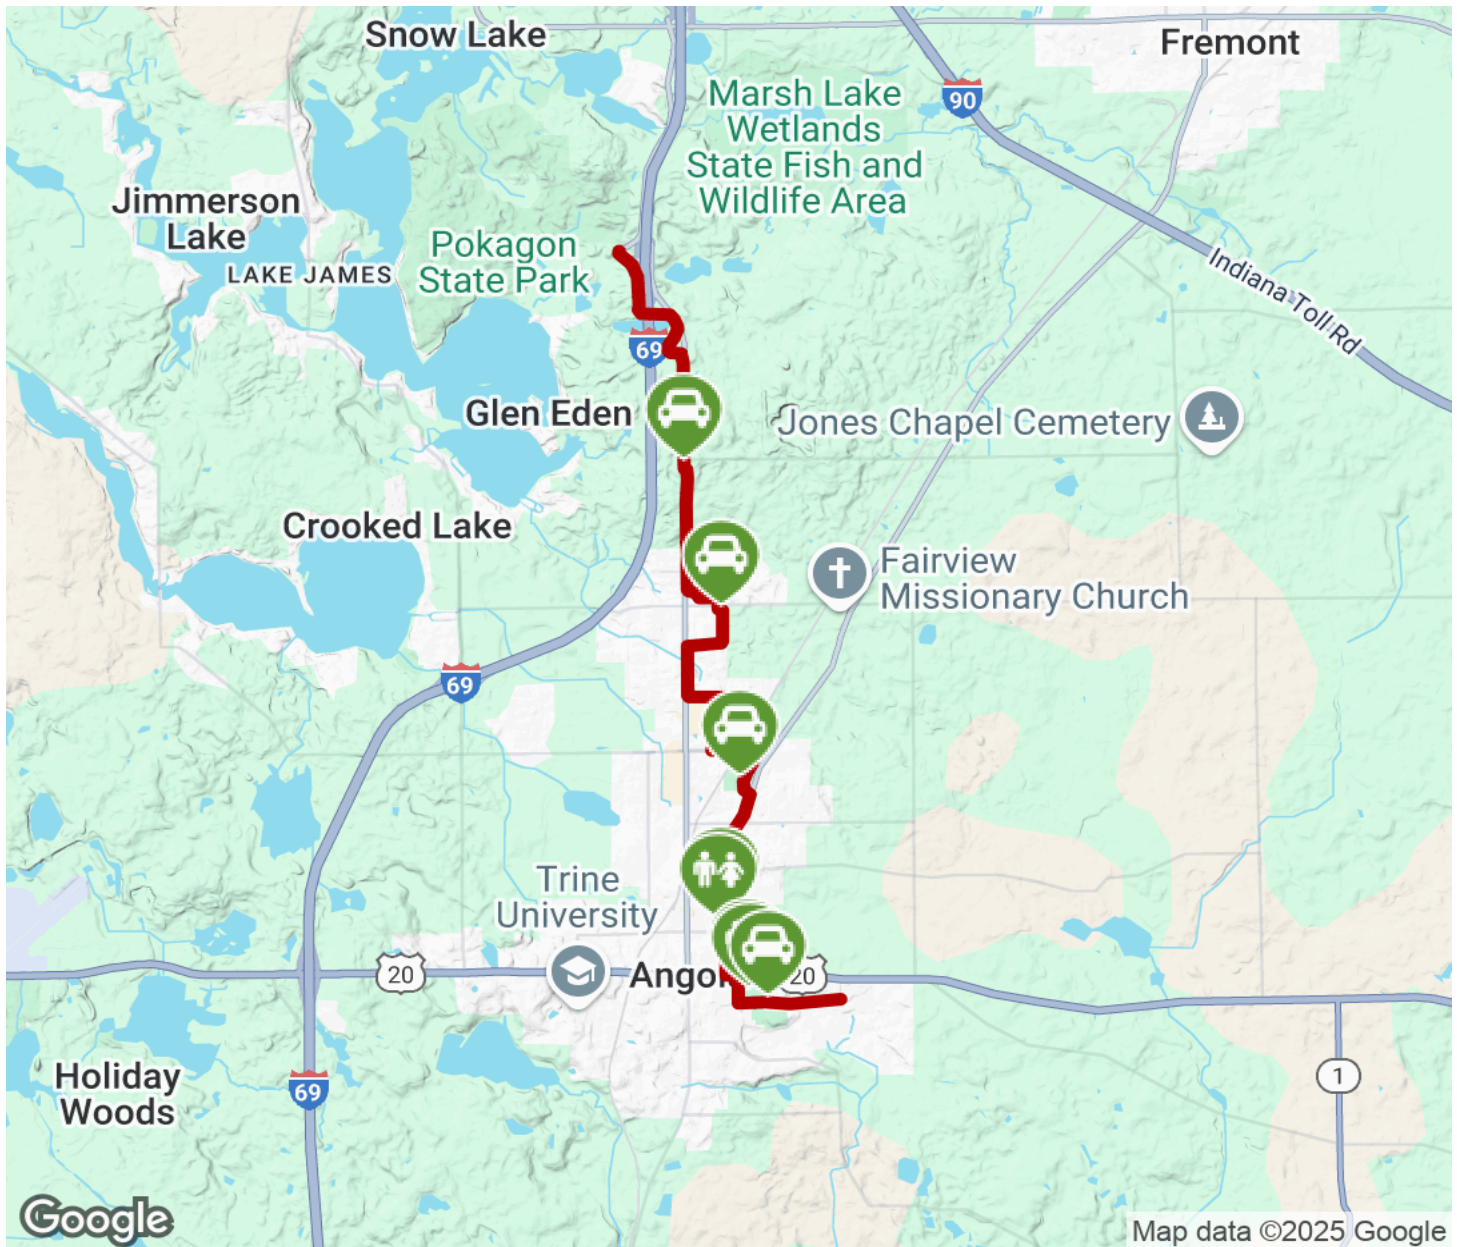 Snow Lake
Fremont
90
Marsh Lake
Wetlands
State Fish and
Wildlife Area
Jimmerson
Lake
LAKE JAMES
Pokagon
State Park
Indiana Toll Rd
69
Glen Eden
Jones Chapel Cemetery
Crooked Lake
Fairview
Missionary Church
69
Trine
University
20
Ango
20
Holiday
Woods
69
1
Google
Map data ©2025 Google